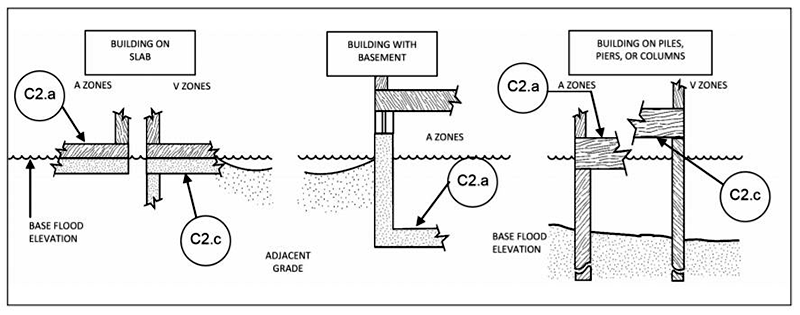 BUILDING ON
SLAB
A ZONES
V ZONES
C2.a
C2.c
BASE FLOOD
ELEVATION
BUILDING WITH
BASEMENT
A ZONES
C2.a
ADJACENT
GRADE
BUILDING ON PILES,
PIERS, OR COLUMNS
C2.a
A ZONES
V ZONES
C2.c
BASE FLOOD
ELEVATION